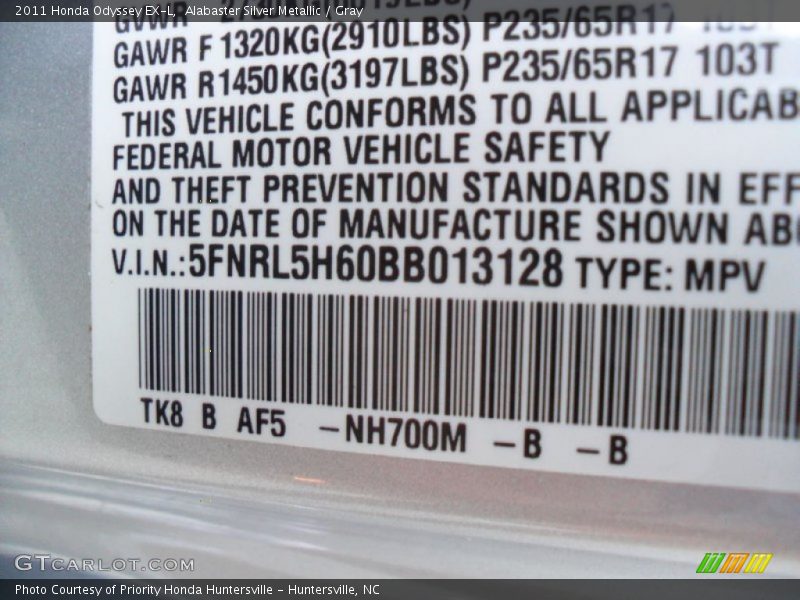 2011 Honda Odyssey EX-L, Alabaster Silver Metallic / Gray
GAWR F 1320KG(2910LBS) P235/65R17
GAWR R1450KG(3197LBS) P235/65R17 103T
THIS VEHICLE CONFORMS TO ALL APPLICAB
FEDERAL MOTOR VEHICLE SAFETY
AND THEFT PREVENTION STANDARDS IN EFF
ON THE DATE OF MANUFACTURE SHOWN AB
V.I.N.:5FNRL5H60BB013128 TYPE: MPV
TK8 B AF5 -NH700M -B -B
GTCARLOT.COM
Photo Courtesy of Priority Honda Huntersville - Huntersville, NC